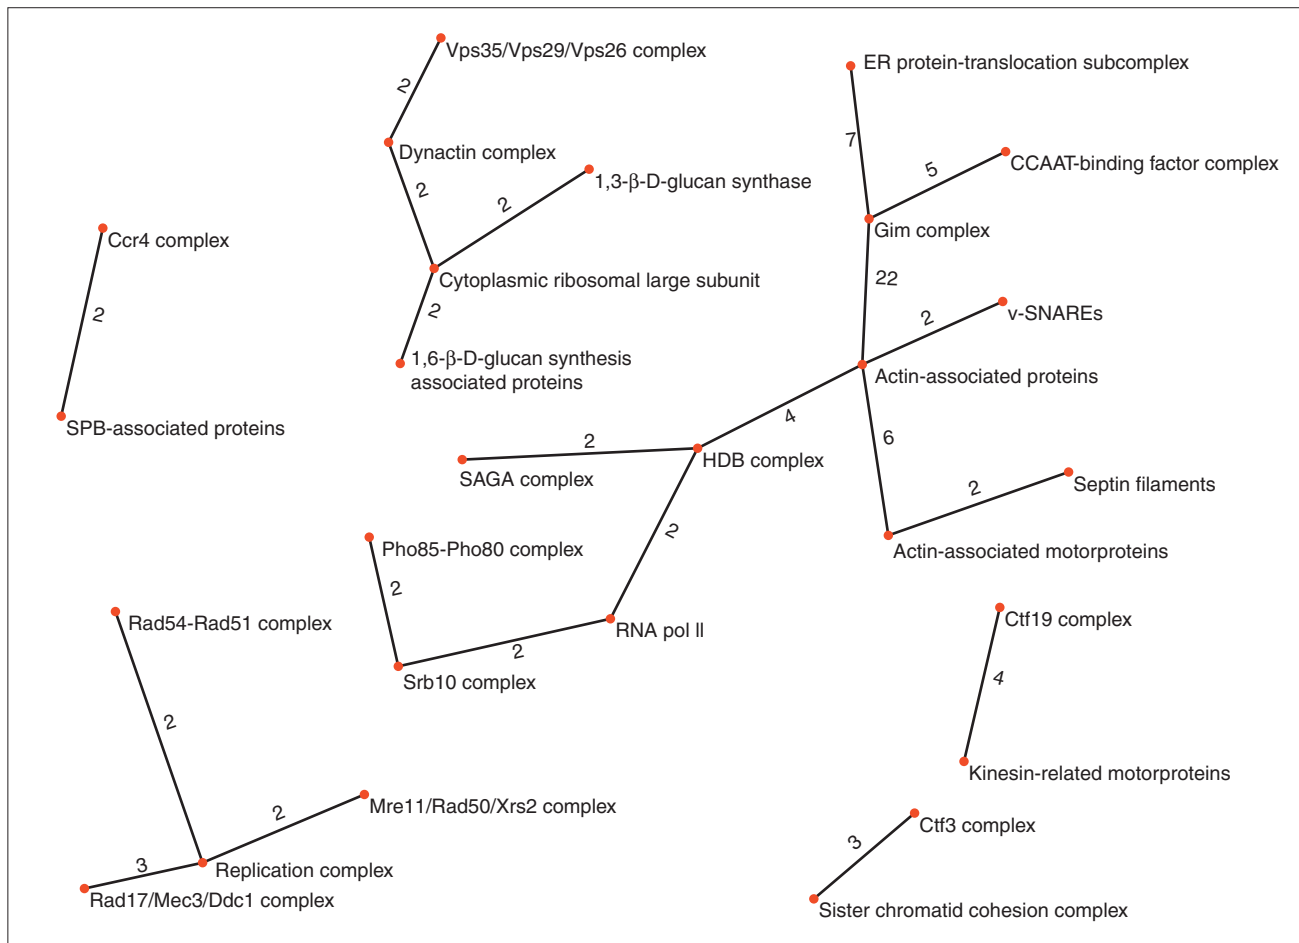 Vps35/Vps29/Vps26 complex
ER protein-translocation subcomplex
2
7
Dynactin complex
CCAAT-binding factor complex
5
1,3-β-D-glucan synthase
2
2
Gim complex
Ccr4 complex
22
Cytoplasmic ribosomal large subunit
2
2
v-SNAREs
2
1,6-β-D-glucan synthesis
associated proteins
Actin-associated proteins
4
SPB-associated proteins
6
2
HDB complex
SAGA complex
Septin filaments
2
2
Pho85-Pho80 complex
Actin-associated motorproteins
2
Rad54-Rad51 complex
Ctf19 complex
RNA pol II
2
Srb10 complex
4
2
Kinesin-related motorproteins
Mre11/Rad50/Xrs2 complex
2
Ctf3 complex
3
3
Replication complex
Rad17/Mec3/Ddc1 complex
Sister chromatid cohesion complex